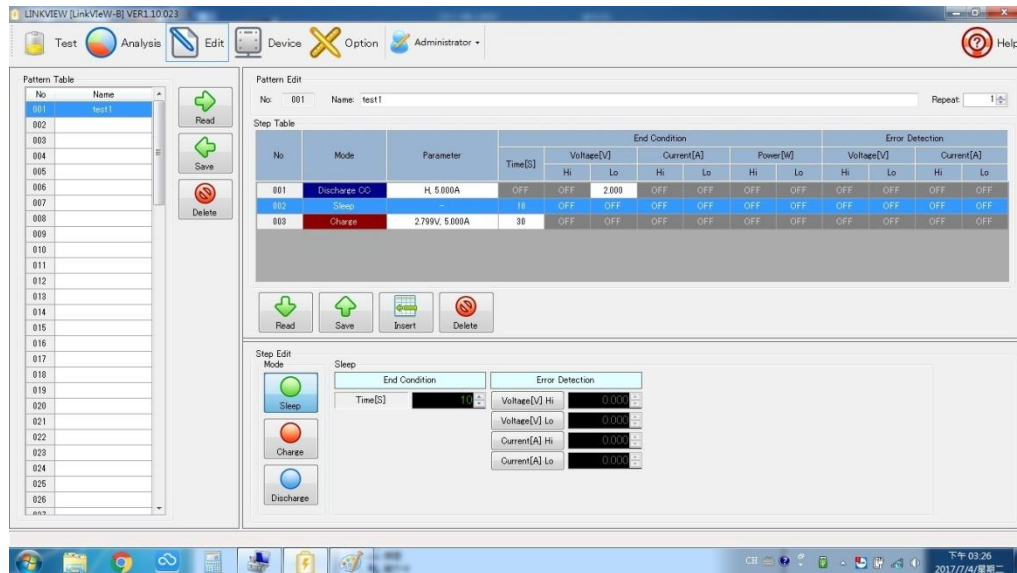 LINKVIEW [LinkVIeW-B] VER1.10.023
Test Analysis Edit Device Option Administrator Help
Pattern Table
No Name
001 test1
002
003
004
005
006
007
008
009
010
011
012
013
014
015
016
017
018
019
020
021
022
023
024
025
026
027
Read
Save
Delete
Pattern Edit
No: 001 Name: test1 Repeat: 1
Step Table
End Condition Error Detection
No Mode Parameter Time[S] Voltage[V] Current[A] Power[W] Voltage[V] Current[A]
Hi Lo Hi Lo Hi Lo Hi Lo Hi Lo
001 Discharge CC H, 5.000A OFF OFF 2.000 OFF OFF OFF OFF OFF OFF OFF OFF
002 Sleep - 10 OFF OFF OFF OFF OFF OFF OFF OFF OFF OFF
003 Charge 2.799V, 5.000A 30 OFF OFF OFF OFF OFF OFF OFF OFF OFF OFF
Read Save Insert Delete
Step Edit
Mode Sleep
End Condition Error Detection
Sleep Time[S] 10 Voltage[V] Hi 0.000
Voltage[V] Lo 0.000
Charge Current[A] Hi 0.000
Current[A] Lo 0.000
Discharge
CH
下午 03:26
2017/7/4/星期二